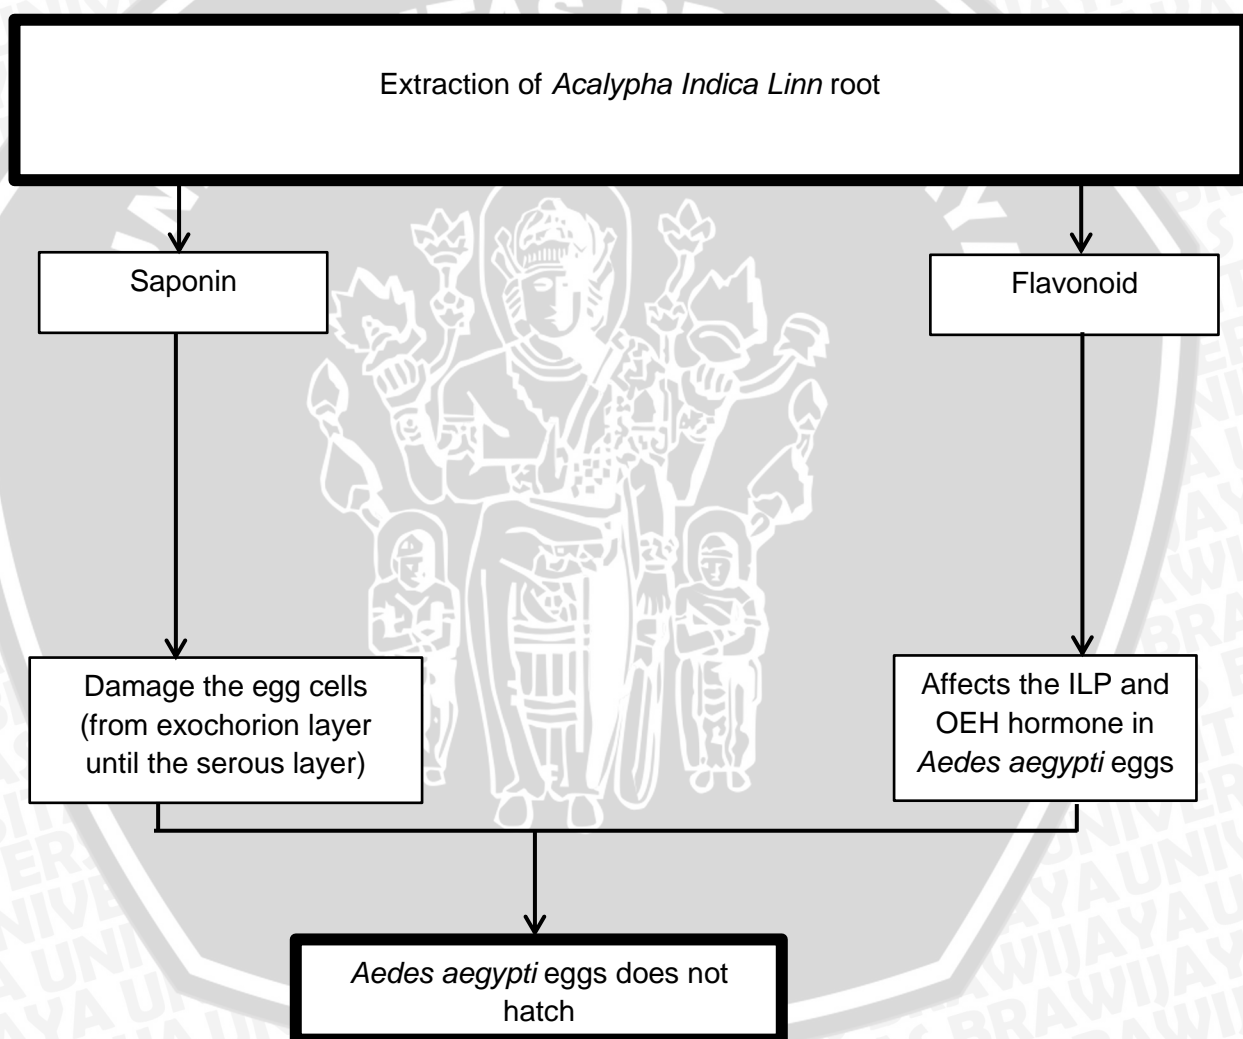 Extraction of Acalypha Indica Linn root
Saponin
Flavonoid
Damage the egg cells
(from exochorion layer
until the serous layer)
Affects the ILP and
OEH hormone in
Aedes aegypti eggs
Aedes aegypti eggs does not
hatch